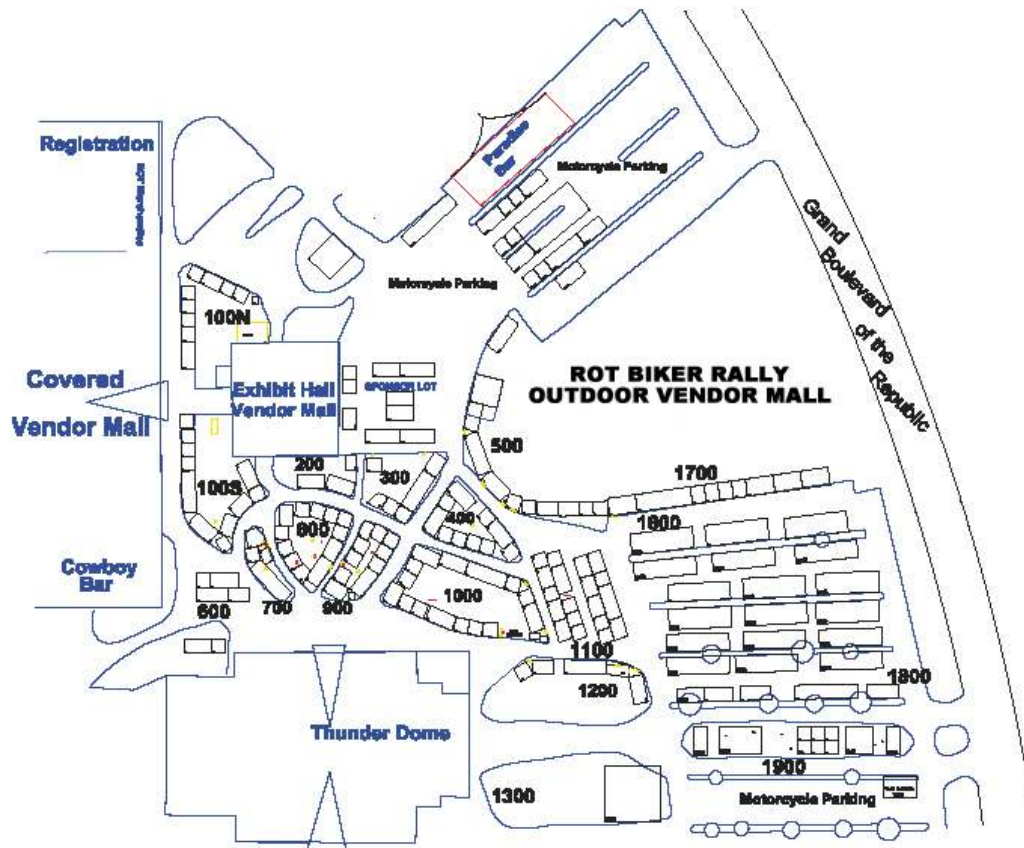 Registration
Paradise
Bar
Motorcycle Parking
Grand
Boulevard
of the
Republic
Motorcycle Parking
100N
Covered
Vendor Mall
Exhibit Hall
Vendor Mall
SPONSOR LOT
ROT BIKER RALLY
OUTDOOR VENDOR MALL
500
200
300
100S
1700
400
1600
800
Cowboy
Bar
600
700
900
1000
1100
1200
1800
Thunder Dome
1300
1900
Motorcycle Parking